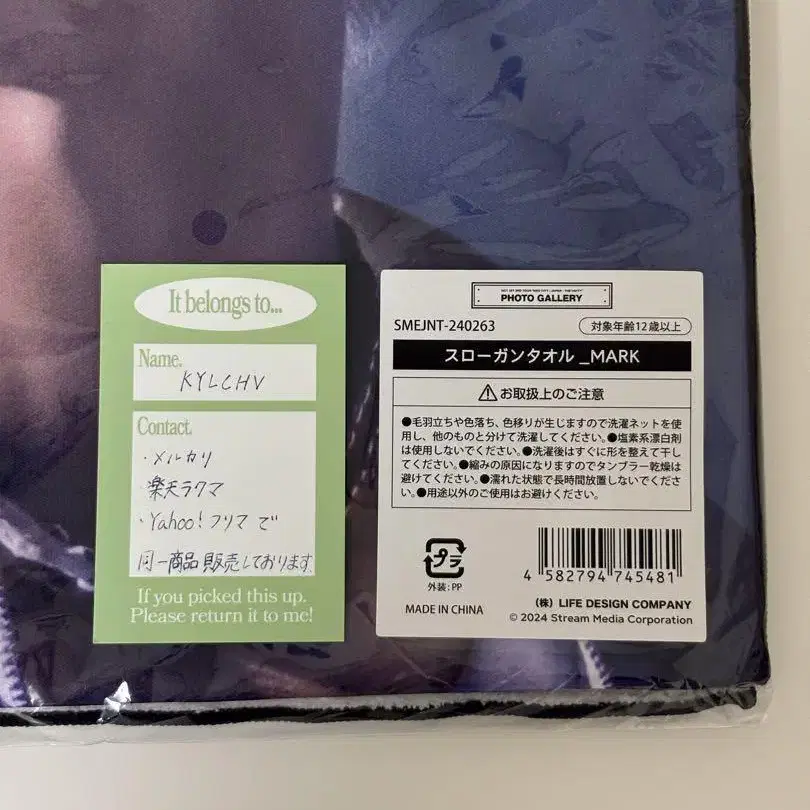 It belongs to...
Name.
KYLCHV
Contact.
・メルカリ
・楽天ラクマ
・Yahoo!フリマ で
同一商品販売しております
If you picked this up.
Please return it to me!
PHOTO GALLERY
SMEJNT-240263
対象年齢12歳以上
スローガンタオル _MARK
⚠お取扱上のご注意
●毛羽立ちや色落ち、色移りが生じますので洗濯ネットを使
用し、他のものと分けて洗濯してください。●塩素系漂白剤
は使用しないでください。●洗濯後はすぐに形を整えて干し
てください。●縮みの原因になりますのでタンブラー乾燥は
避けてください。●濡れた状態で長時間放置しないでくださ
い。●用途以外のご使用はお避けください。
プラ
外装:PP
MADE IN CHINA
4 582794 745481
(株) LIFE DESIGN COMPANY
© 2024 Stream Media Corporation